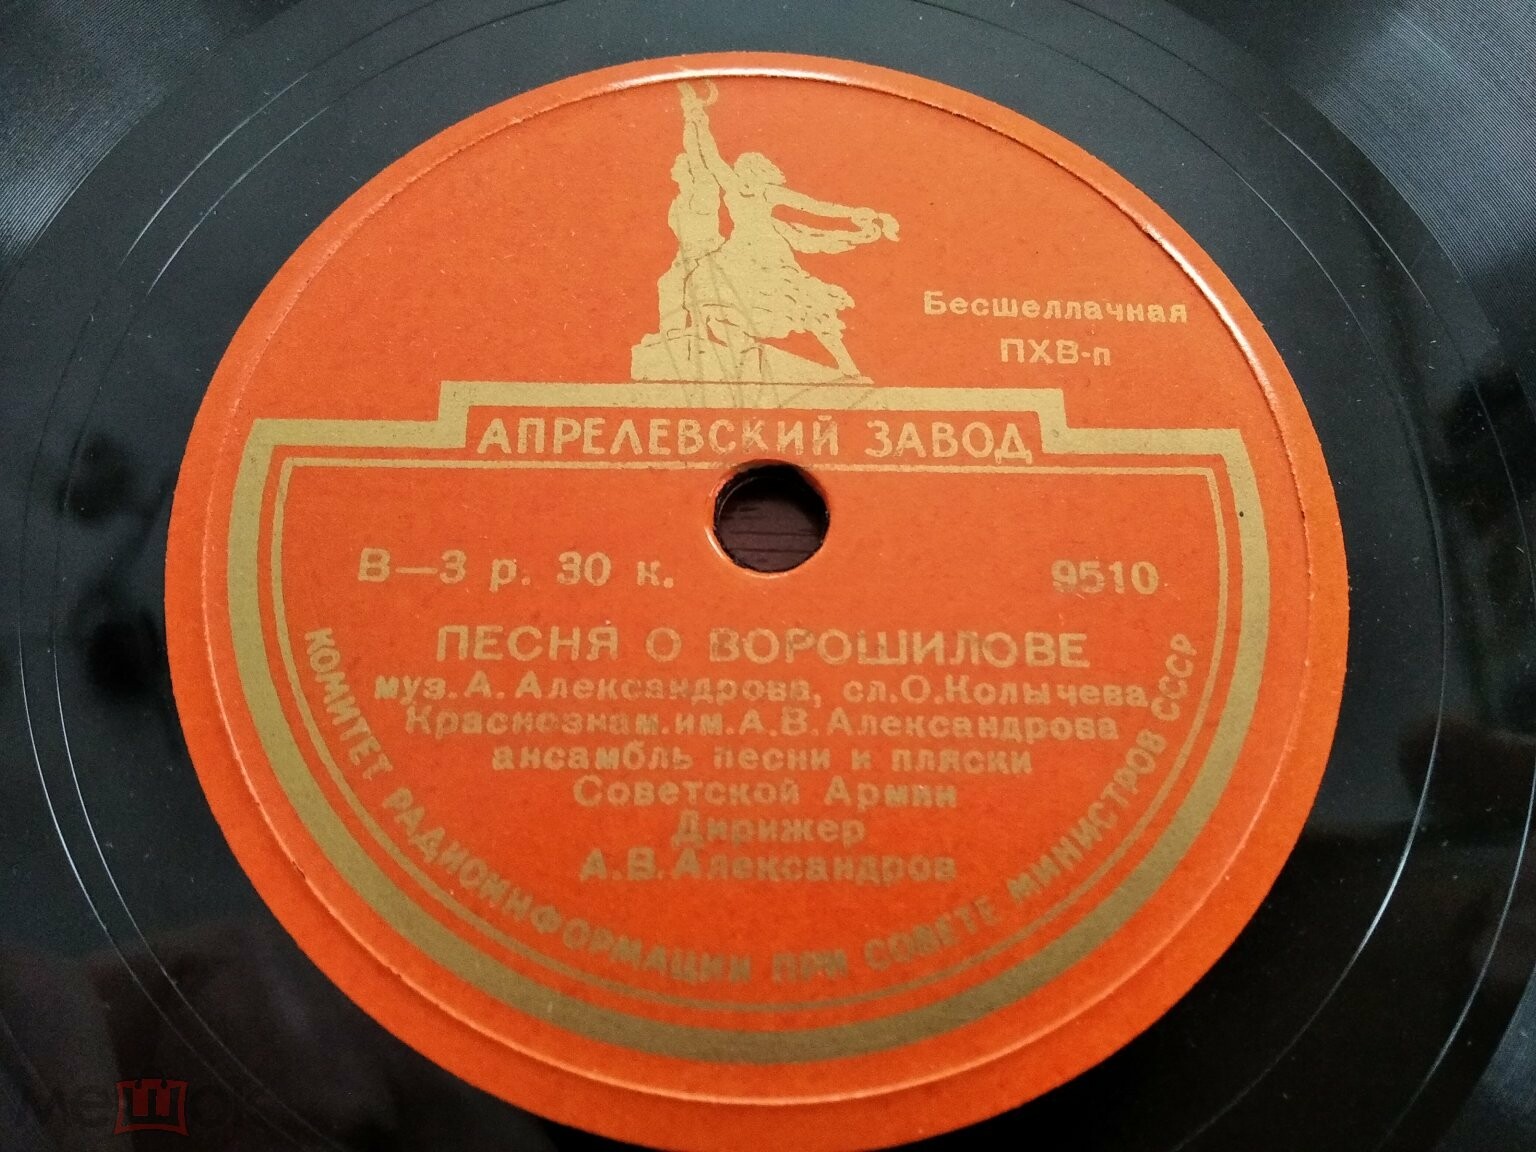 Бесшеллачная
ПХВ-п
АПРЕЛЕВСКИЙ ЗАВОД
В—3 р. 30 к.
9510
ПЕСНЯ О ВОРОШИЛОВЕ
муз. А. Александрова, сл. О. Колычева
Краснознам. им. А. В. Александрова
ансамбль песни и пляски
Советской Армии
Дирижер
А. В. Александров
КОМИТЕТ РАДИОИНФОРМАЦИИ ПРИ СОВЕТЕ МИНИСТРОВ СССР
мешок